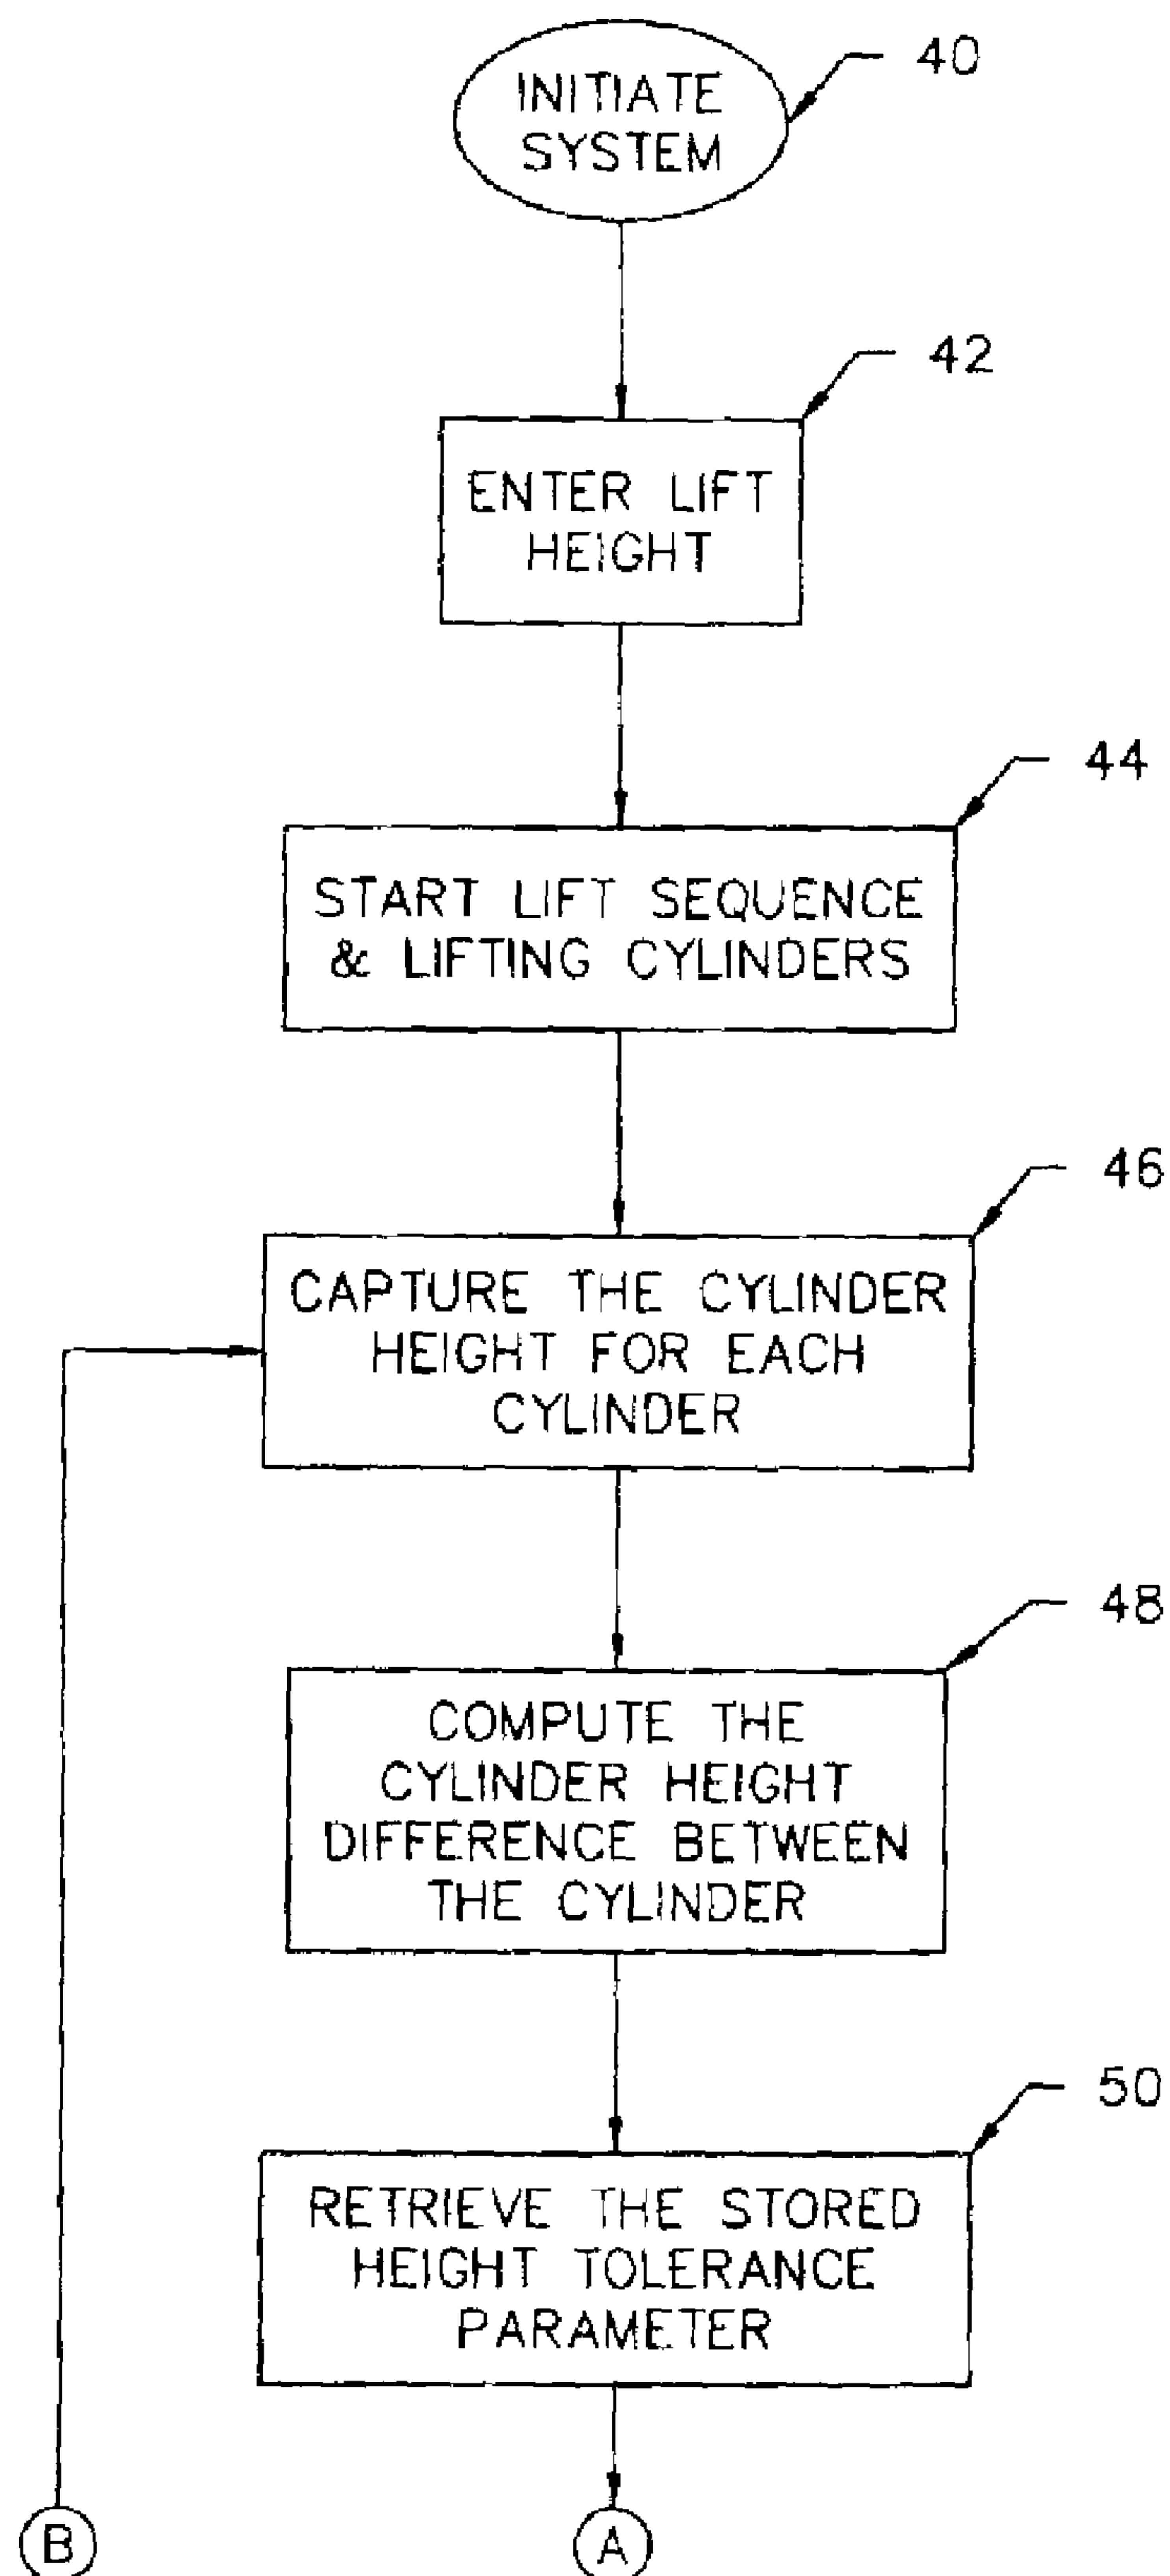 INITIATE
SYSTEM
40
ENTER LIFT
HEIGHT
42
START LIFT SEQUENCE
& LIFTING CYLINDERS
44
CAPTURE THE CYLINDER
HEIGHT FOR EACH
CYLINDER
46
COMPUTE THE
CYLINDER HEIGHT
DIFFERENCE BETWEEN
THE CYLINDER
48
RETRIEVE THE STORED
HEIGHT TOLERANCE
PARAMETER
50
B
A